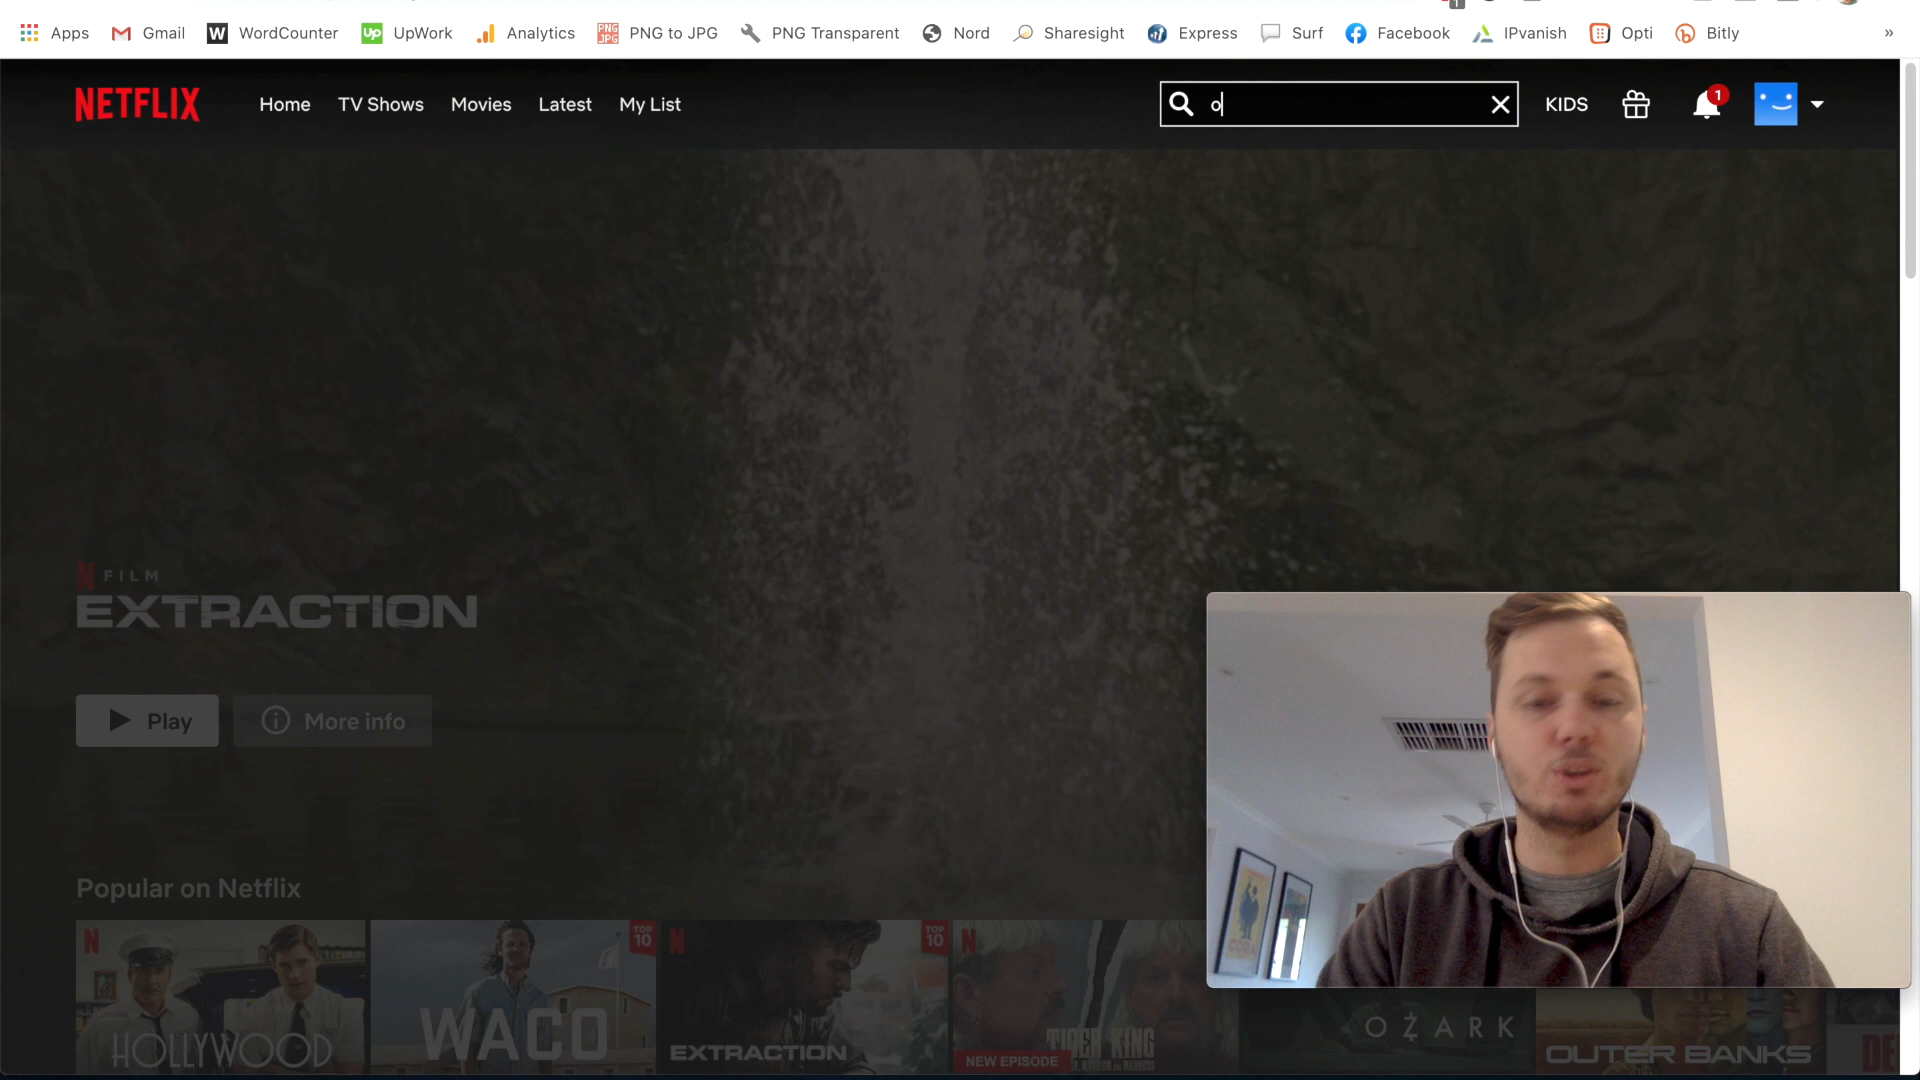 1
Apps Gmail WordCounter UpWork Analytics PNG to JPG PNG Transparent Nord Sharesight Express Surf Facebook IPvanish Opti Bitly »
NETFLIX Home TV Shows Movies Latest My List o KIDS 1
N FILM
EXTRACTION
Play More info
Popular on Netflix
N HOLLYWOOD
WACO TOP 10
N EXTRACTION TOP 10
N TIGER KING
NEW EPISODE
OZARK
OUTER BANKS